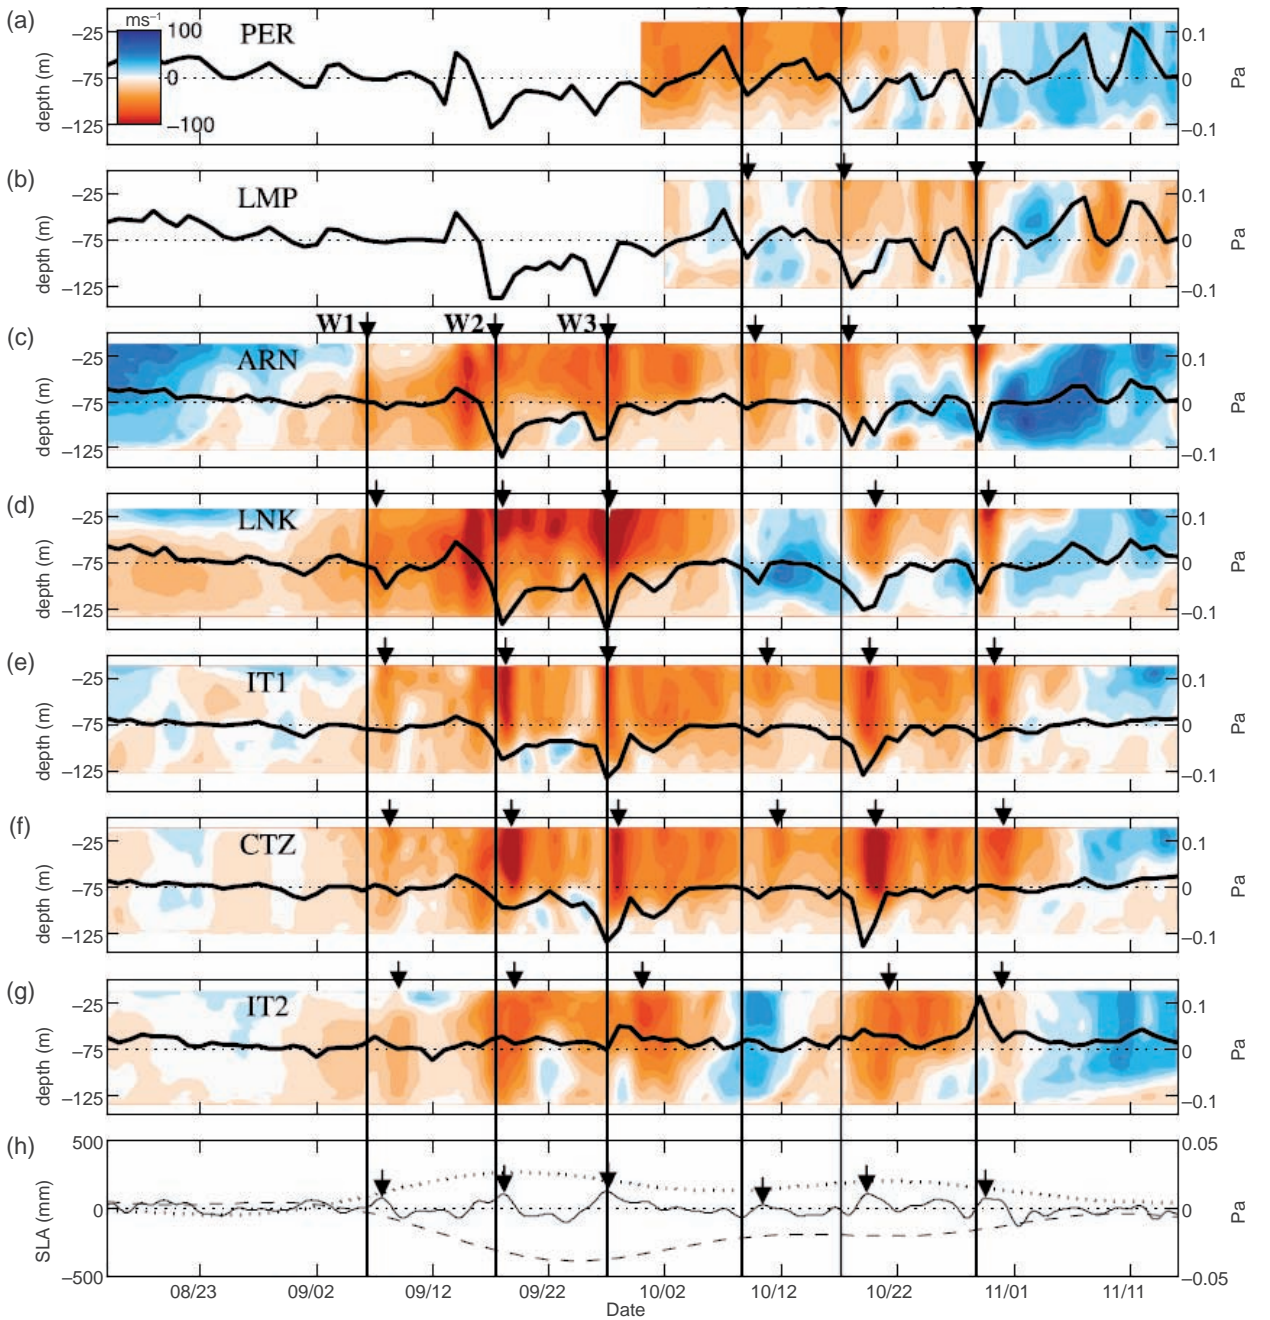 (a)
ms⁻¹
100
0
−100
PER
−25
−75
−125
depth (m)
0.1
0
−0.1
Pa
(b)
LMP
−25
−75
−125
depth (m)
0.1
0
−0.1
Pa
W1
W2
W3
(c)
ARN
−25
−75
−125
depth (m)
0.1
0
−0.1
Pa
(d)
LNK
−25
−75
−125
depth (m)
0.1
0
−0.1
Pa
(e)
IT1
−25
−75
−125
depth (m)
0.1
0
−0.1
Pa
(f)
CTZ
−25
−75
−125
depth (m)
0.1
0
−0.1
Pa
(g)
IT2
−25
−75
−125
depth (m)
0.1
0
−0.1
Pa
(h)
500
0
−500
SLA (mm)
0.05
0
−0.05
Pa
08/23 09/02 09/12 09/22 10/02 10/12 10/22 11/01 11/11
Date